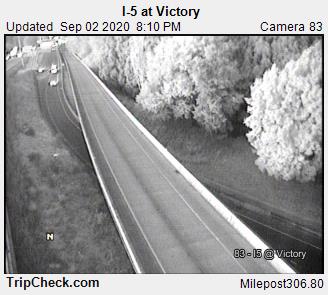 I-5 at Victory
Updated Sep 02 2020 8:10 PM Camera 83
N
83 - I5 @ Victory
TripCheck.com Milepost306.80